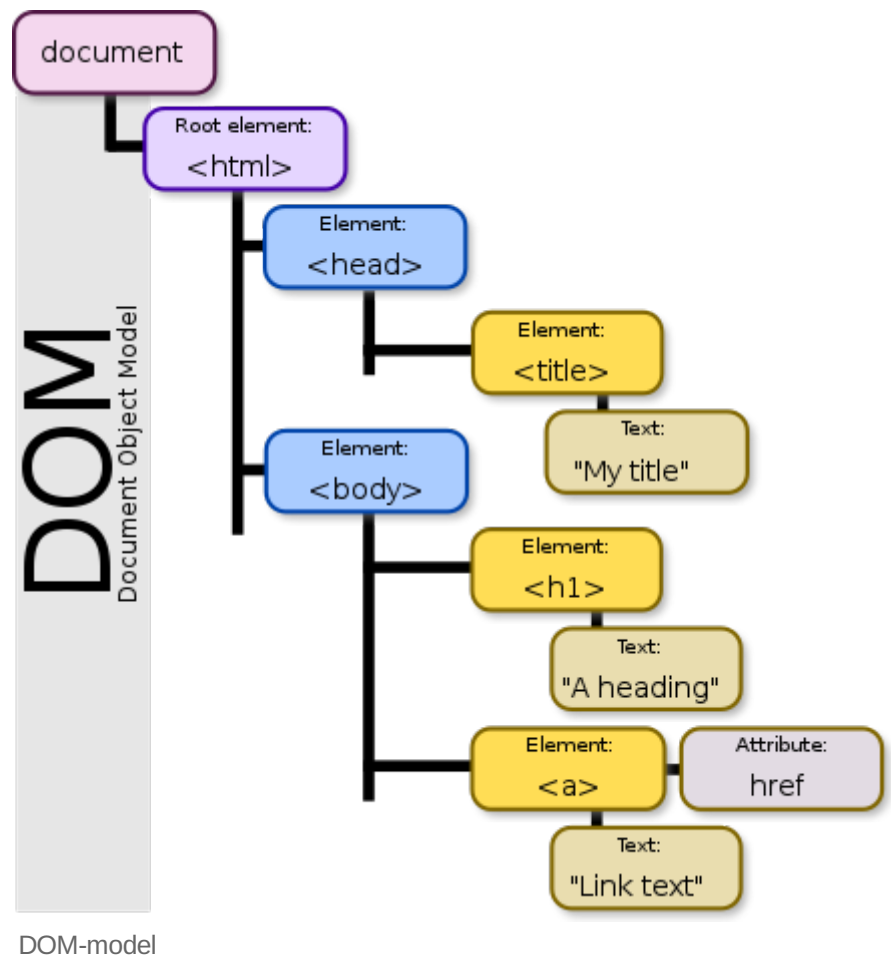 document
Root element:
<html>
Element:
<head>
Element:
<title>
Text:
"My title"
Element:
<body>
Element:
<h1>
Text:
"A heading"
Element:
<a>
Attribute:
href
Text:
"Link text"
DOM
Document Object Model
DOM-model